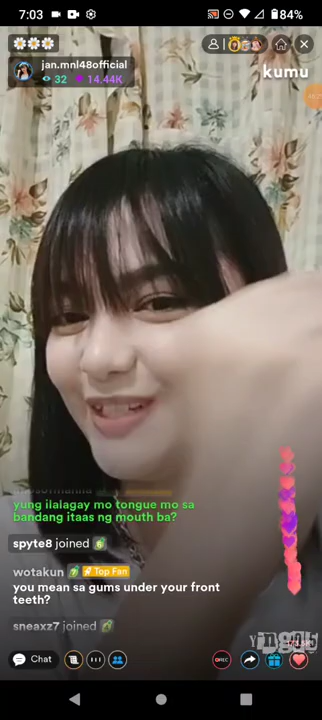 7:03
84%
jan.mnl48official
32 14.44K
kumu
yung ilalagay mo tongue mo sa
bandang itaas ng mouth ba?
spyte8 joined
wotakun Top Fan
you mean sa gums under your front
teeth?
sneaxz7 joined
Chat
REC